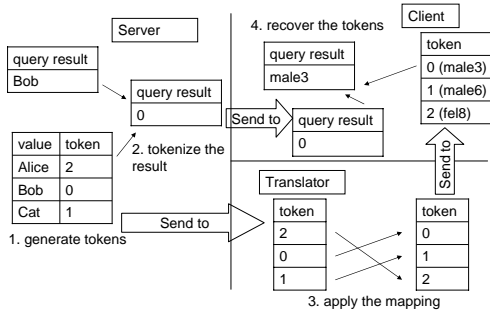 Server
query result
Bob
query result
0
2. tokenize the
result
value token
Alice 2
Bob 0
Cat 1
1. generate tokens
Send to
Send to
4. recover the tokens
Client
query result
male3
query result
0
token
0 (male3)
1 (male6)
2 (fel8)
Send to
Translator
token
2
0
1
token
0
1
2
3. apply the mapping